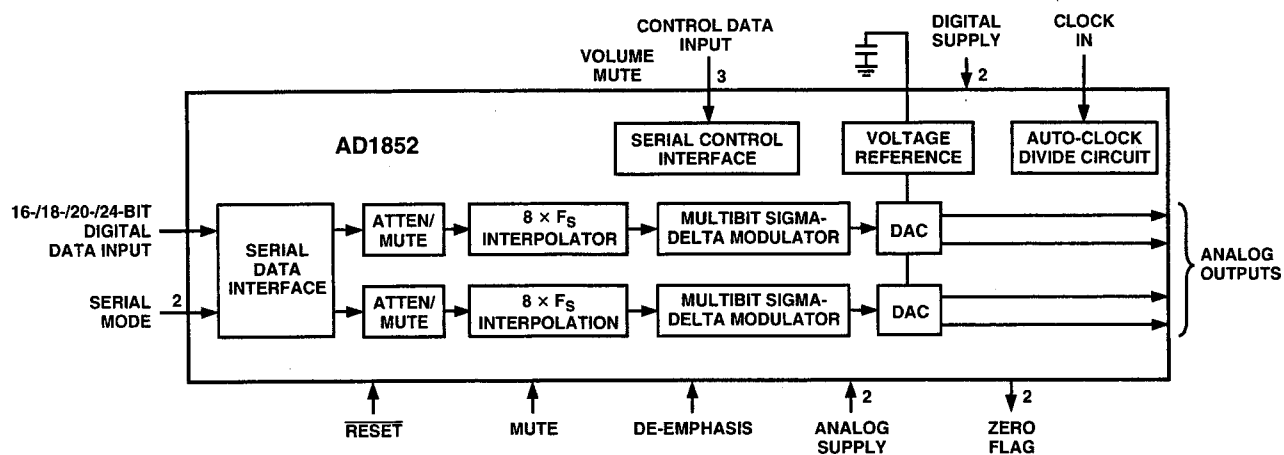 CONTROL DATA
INPUT
VOLUME
MUTE
3
DIGITAL
SUPPLY
2
CLOCK
IN
AD1852
SERIAL CONTROL
INTERFACE
VOLTAGE
REFERENCE
AUTO-CLOCK
DIVIDE CIRCUIT
16-/18-/20-/24-BIT
DIGITAL
DATA INPUT
SERIAL
MODE
2
SERIAL
DATA
INTERFACE
ATTEN/
MUTE
8 × FS
INTERPOLATOR
MULTIBIT SIGMA-
DELTA MODULATOR
DAC
ATTEN/
MUTE
8 × FS
INTERPOLATION
MULTIBIT SIGMA-
DELTA MODULATOR
DAC
ANALOG
OUTPUTS
RESET
MUTE
DE-EMPHASIS
2
ANALOG
SUPPLY
2
ZERO
FLAG